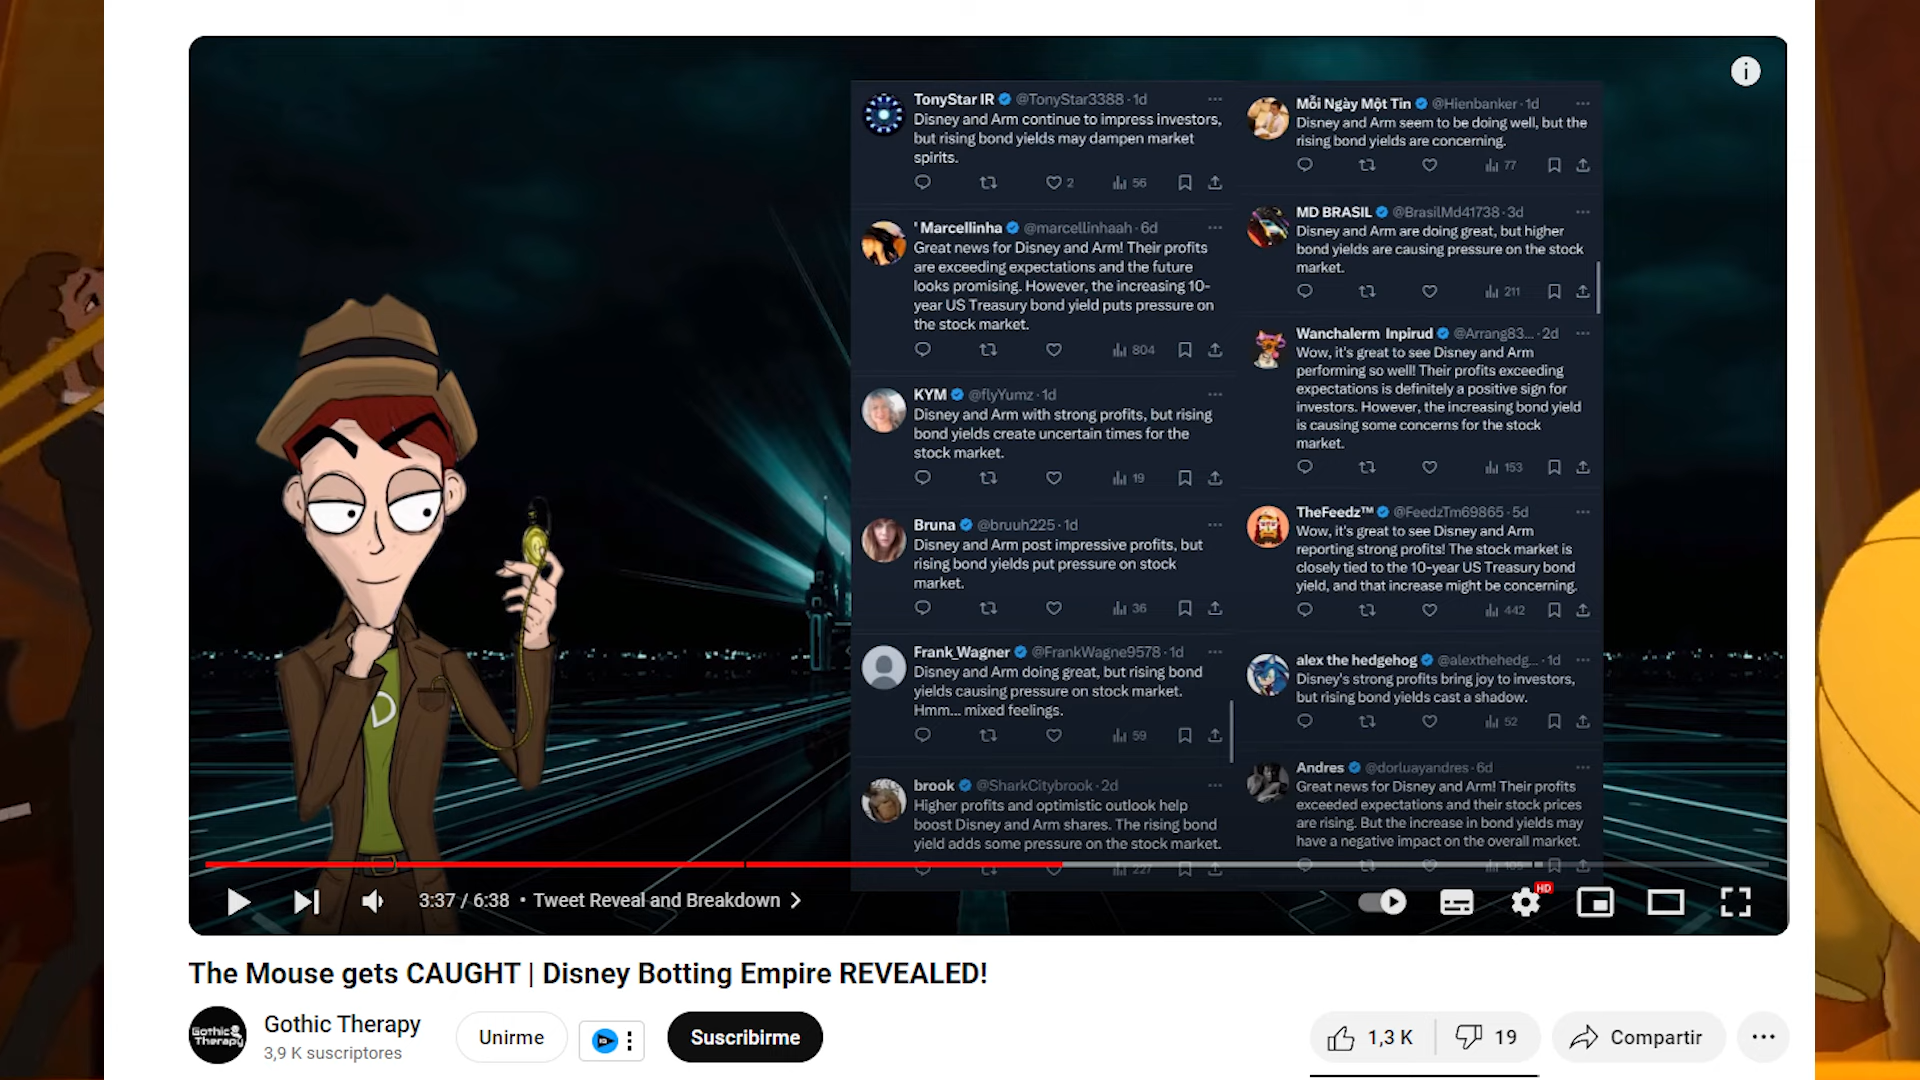 TonyStar IR @TonyStar3388 · 1d
Disney and Arm continue to impress investors,
but rising bond yields may dampen market
spirits.
2 56
' Marcellinha @marcellinhaah · 6d
Great news for Disney and Arm! Their profits
are exceeding expectations and the future
looks promising. However, the increasing 10-
year US Treasury bond yield puts pressure on
the stock market.
804
KYM @flyYumz · 1d
Disney and Arm with strong profits, but rising
bond yields create uncertain times for the
stock market.
19
Bruna @bruuh225 · 1d
Disney and Arm post impressive profits, but
rising bond yields put pressure on stock
market.
36
Frank_Wagner @FrankWagne9578 · 1d
Disney and Arm doing great, but rising bond
yields causing pressure on stock market.
Hmm... mixed feelings.
59
brook @SharkCitybrook · 2d
Higher profits and optimistic outlook help
boost Disney and Arm shares. The rising bond
yield adds some pressure on the stock market.
227
Mỗi Ngày Một Tin @Hienbanker · 1d
Disney and Arm seem to be doing well, but the
rising bond yields are concerning.
77
MD BRASIL @BrasilMd41738 · 3d
Disney and Arm are doing great, but higher
bond yields are causing pressure on the stock
market.
211
Wanchalerm Inpirud @Arrang83... · 2d
Wow, it's great to see Disney and Arm
performing so well! Their profits exceeding
expectations is definitely a positive sign for
investors. However, the increasing bond yield
is causing some concerns for the stock
market.
153
TheFeedz™ @FeedzTm69865 · 5d
Wow, it's great to see Disney and Arm
reporting strong profits! The stock market is
closely tied to the 10-year US Treasury bond
yield, and that increase might be concerning.
442
alex the hedgehog @alexthehedg... · 1d
Disney's strong profits bring joy to investors,
but rising bond yields cast a shadow.
52
Andres @dorluayandres · 6d
Great news for Disney and Arm! Their profits
exceeded expectations and their stock prices
are rising. But the increase in bond yields may
have a negative impact on the overall market.
105
D
3:37 / 6:38 • Tweet Reveal and Breakdown
HD
The Mouse gets CAUGHT | Disney Botting Empire REVEALED!
Gothic Therapy
Gothic Therapy
3,9 K suscriptores
Unirme
Suscribirme
1,3 K
19
Compartir